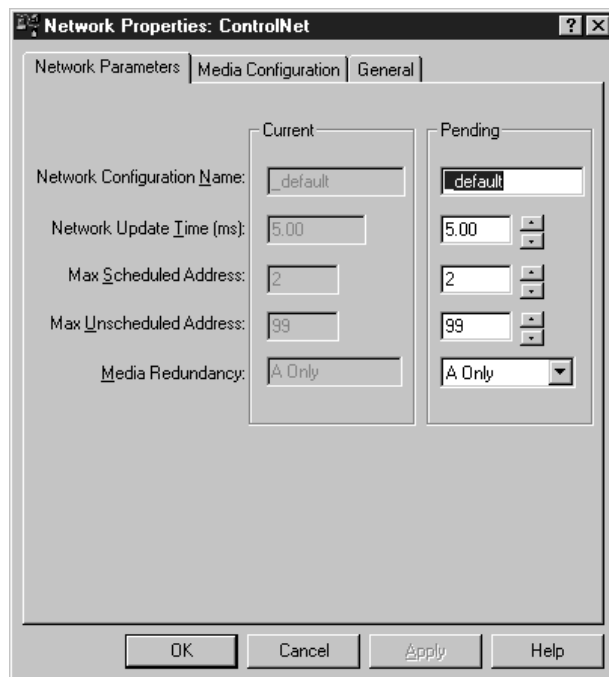 Network Properties: ControlNet
Network Parameters Media Configuration General
Current Pending
Network Configuration Name: _default _default
Network Update Time (ms): 5.00 5.00
Max Scheduled Address: 2 2
Max Unscheduled Address: 99 99
Media Redundancy: A Only A Only
OK Cancel Apply Help